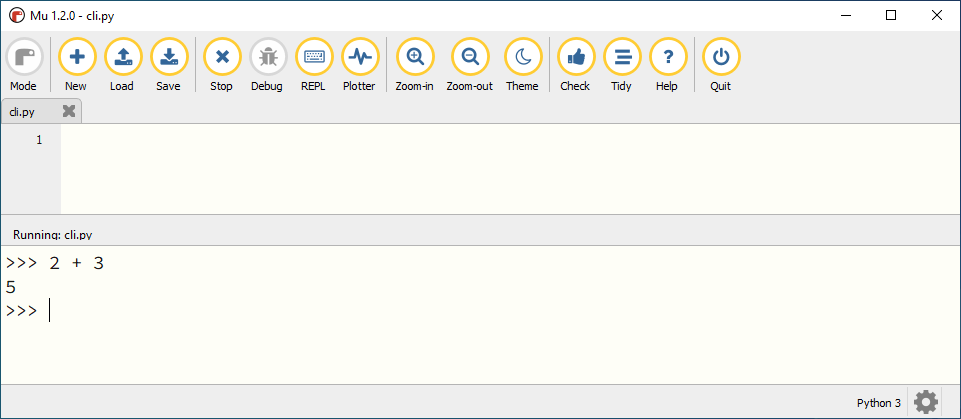 Mu 1.2.0 - cli.py
Mode New Load Save Stop Debug REPL Plotter Zoom-in Zoom-out Theme Check Tidy Help Quit
cli.py
1
Running: cli.py
>>> 2 + 3
5
>>>
Python 3